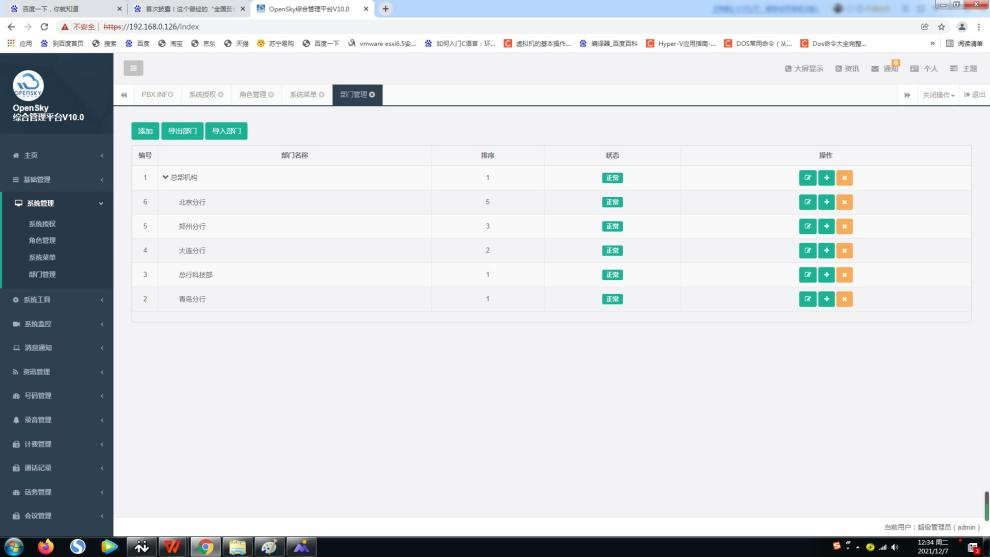 百度一下，你就知道
首次披露！这个曾经的“全国五
OpenSky综合管理平台V10.0
不安全 | https://192.168.0.126/Index
应用 到百度首页 搜索 百度 淘宝 京东 天猫 苏宁易购 百度一下 vmware esxi6.5安... 如何入门C语言：环... 虚拟机的基本操作... 编译器_百度百科 Hyper-V应用指南-... DOS常用命令（从... Dos命令大全完整... » 阅读清单
OPENSKY
OpenSky
综合管理平台V10.0
大屏显示 资讯 通知 个人 主题
PBX INFO 系统授权 角色管理 系统菜单 部门管理 关闭操作 退出
主页
基础管理
系统管理
系统授权
角色管理
系统菜单
部门管理
系统工具
系统监控
消息通知
资讯管理
号码管理
录音管理
计费管理
通话记录
话务管理
会议管理
添加 导出部门 导入部门
编号 部门名称 排序 状态 操作
1 总部机构 1 正常
6 北京分行 5 正常
5 郑州分行 3 正常
4 大连分行 2 正常
3 总行科技部 1 正常
2 青岛分行 1 正常
当前用户：超级管理员（admin）
12:34 周二
2021/12/7